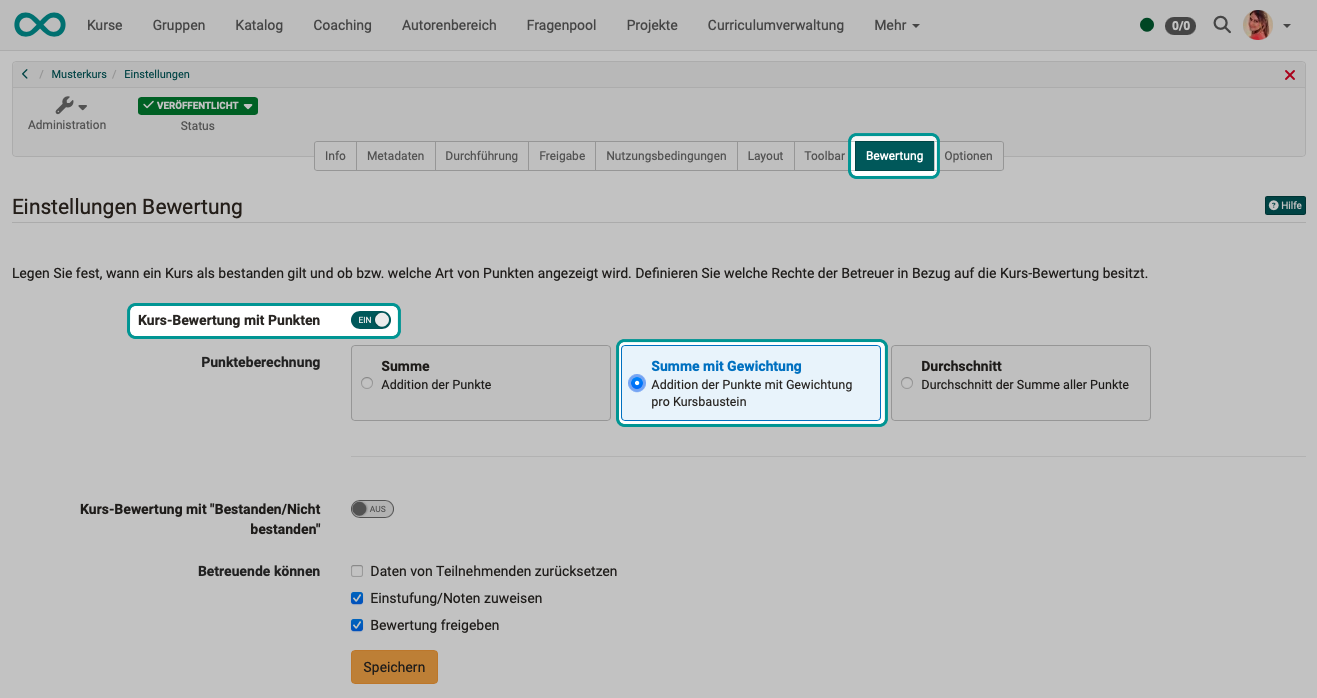 Kurse Gruppen Katalog Coaching Autorenbereich Fragenpool Projekte Curriculumverwaltung Mehr 0/0
/ Musterkurs / Einstellungen
VERÖFFENTLICHT
Administration Status
Info Metadaten Durchführung Freigabe Nutzungsbedingungen Layout Toolbar Bewertung Optionen
Einstellungen Bewertung
Hilfe
Legen Sie fest, wann ein Kurs als bestanden gilt und ob bzw. welche Art von Punkten angezeigt wird. Definieren Sie welche Rechte der Betreuer in Bezug auf die Kurs-Bewertung besitzt.
Kurs-Bewertung mit Punkten EIN
Punkteberechnung
Summe
Addition der Punkte
Summe mit Gewichtung
Addition der Punkte mit Gewichtung
pro Kursbaustein
Durchschnitt
Durchschnitt der Summe aller Punkte
Kurs-Bewertung mit "Bestanden/Nicht
bestanden"
AUS
Betreuende können
Daten von Teilnehmenden zurücksetzen
Einstufung/Noten zuweisen
Bewertung freigeben
Speichern